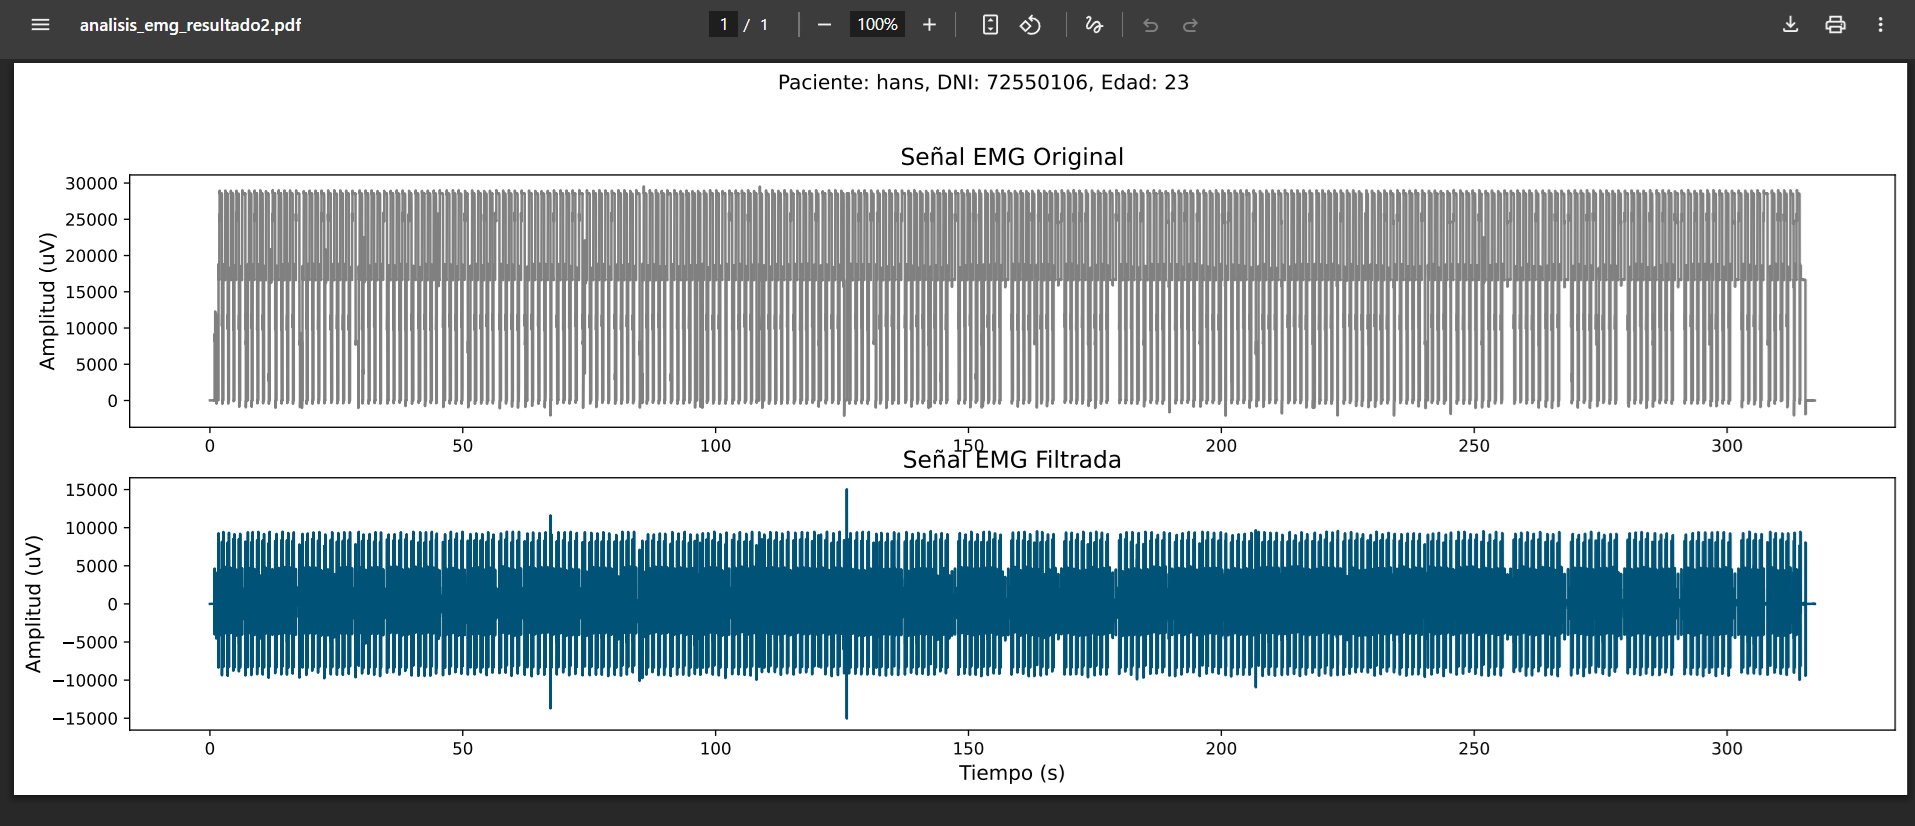 analisis_emg_resultado2.pdf
1 / 1
100%
Paciente: hans, DNI: 72550106, Edad: 23
Señal EMG Original
Amplitud (uV)
30000
25000
20000
15000
10000
5000
0
0 50 100 150 200 250 300
Señal EMG Filtrada
Amplitud (uV)
15000
10000
5000
0
−5000
−10000
−15000
0 50 100 150 200 250 300
Tiempo (s)